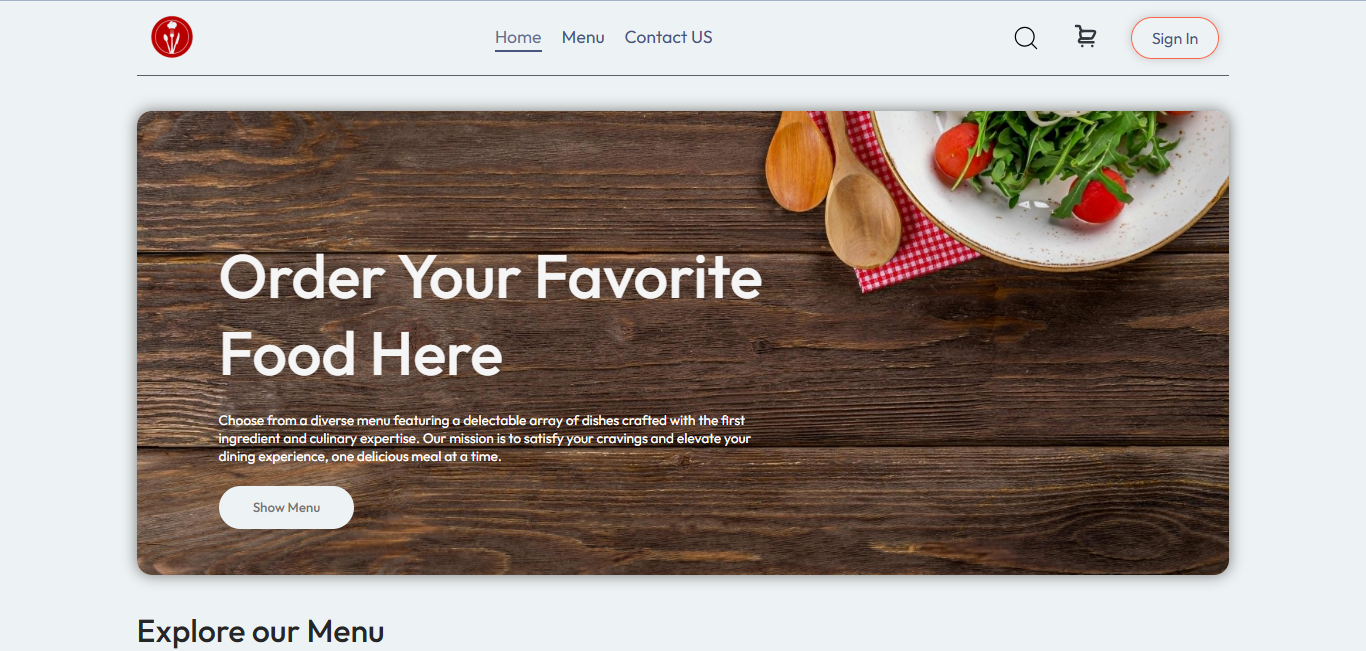 Home Menu Contact US Sign In
Order Your Favorite
Food Here
Choose from a diverse menu featuring a delectable array of dishes crafted with the first
ingredient and culinary expertise. Our mission is to satisfy your cravings and elevate your
dining experience, one delicious meal at a time.
Show Menu
Explore our Menu